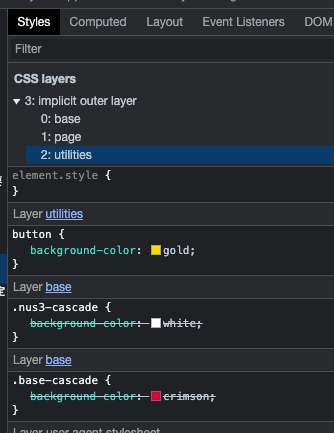 Styles Computed Layout Event Listeners DOM
Filter
CSS layers
3: implicit outer layer
0: base
1: page
2: utilities
element.style {
}
Layer utilities
button {
background-color: gold;
}
Layer base
.nus3-cascade {
background-color: white;
}
Layer base
.base-cascade {
background-color: crimson;
}
Layer user agent stylesheet